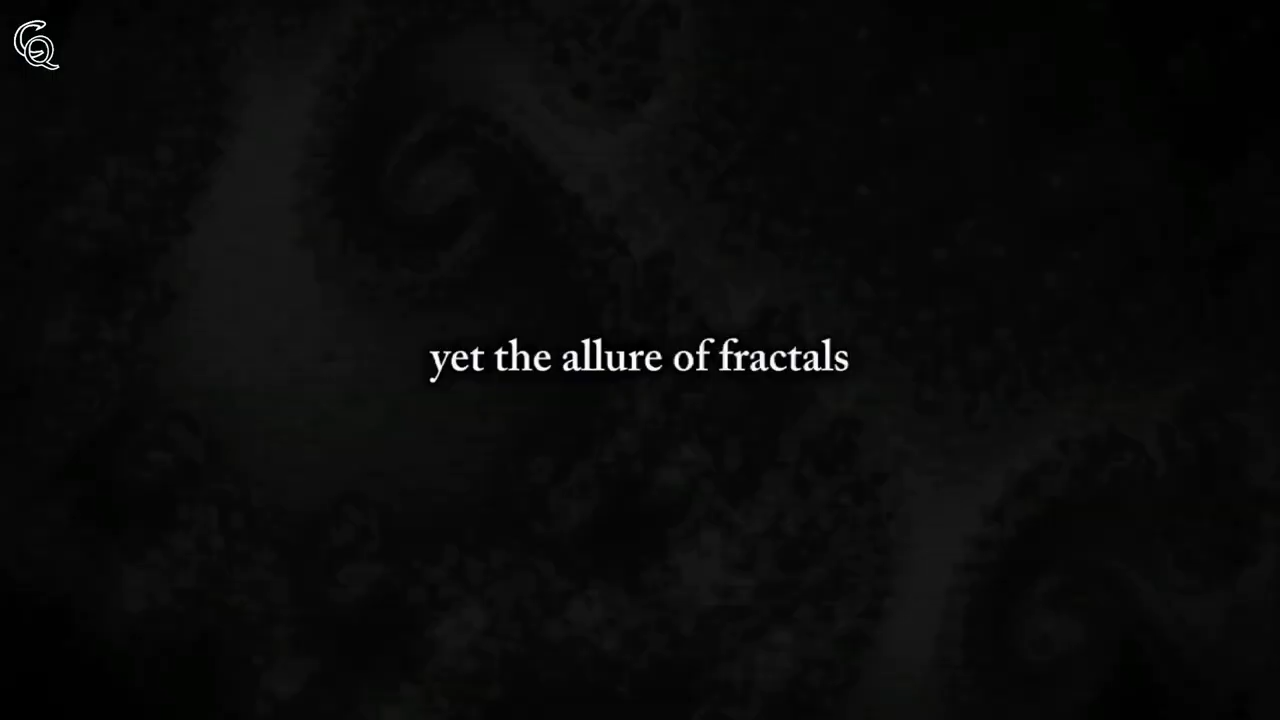 yet the allure of fractals